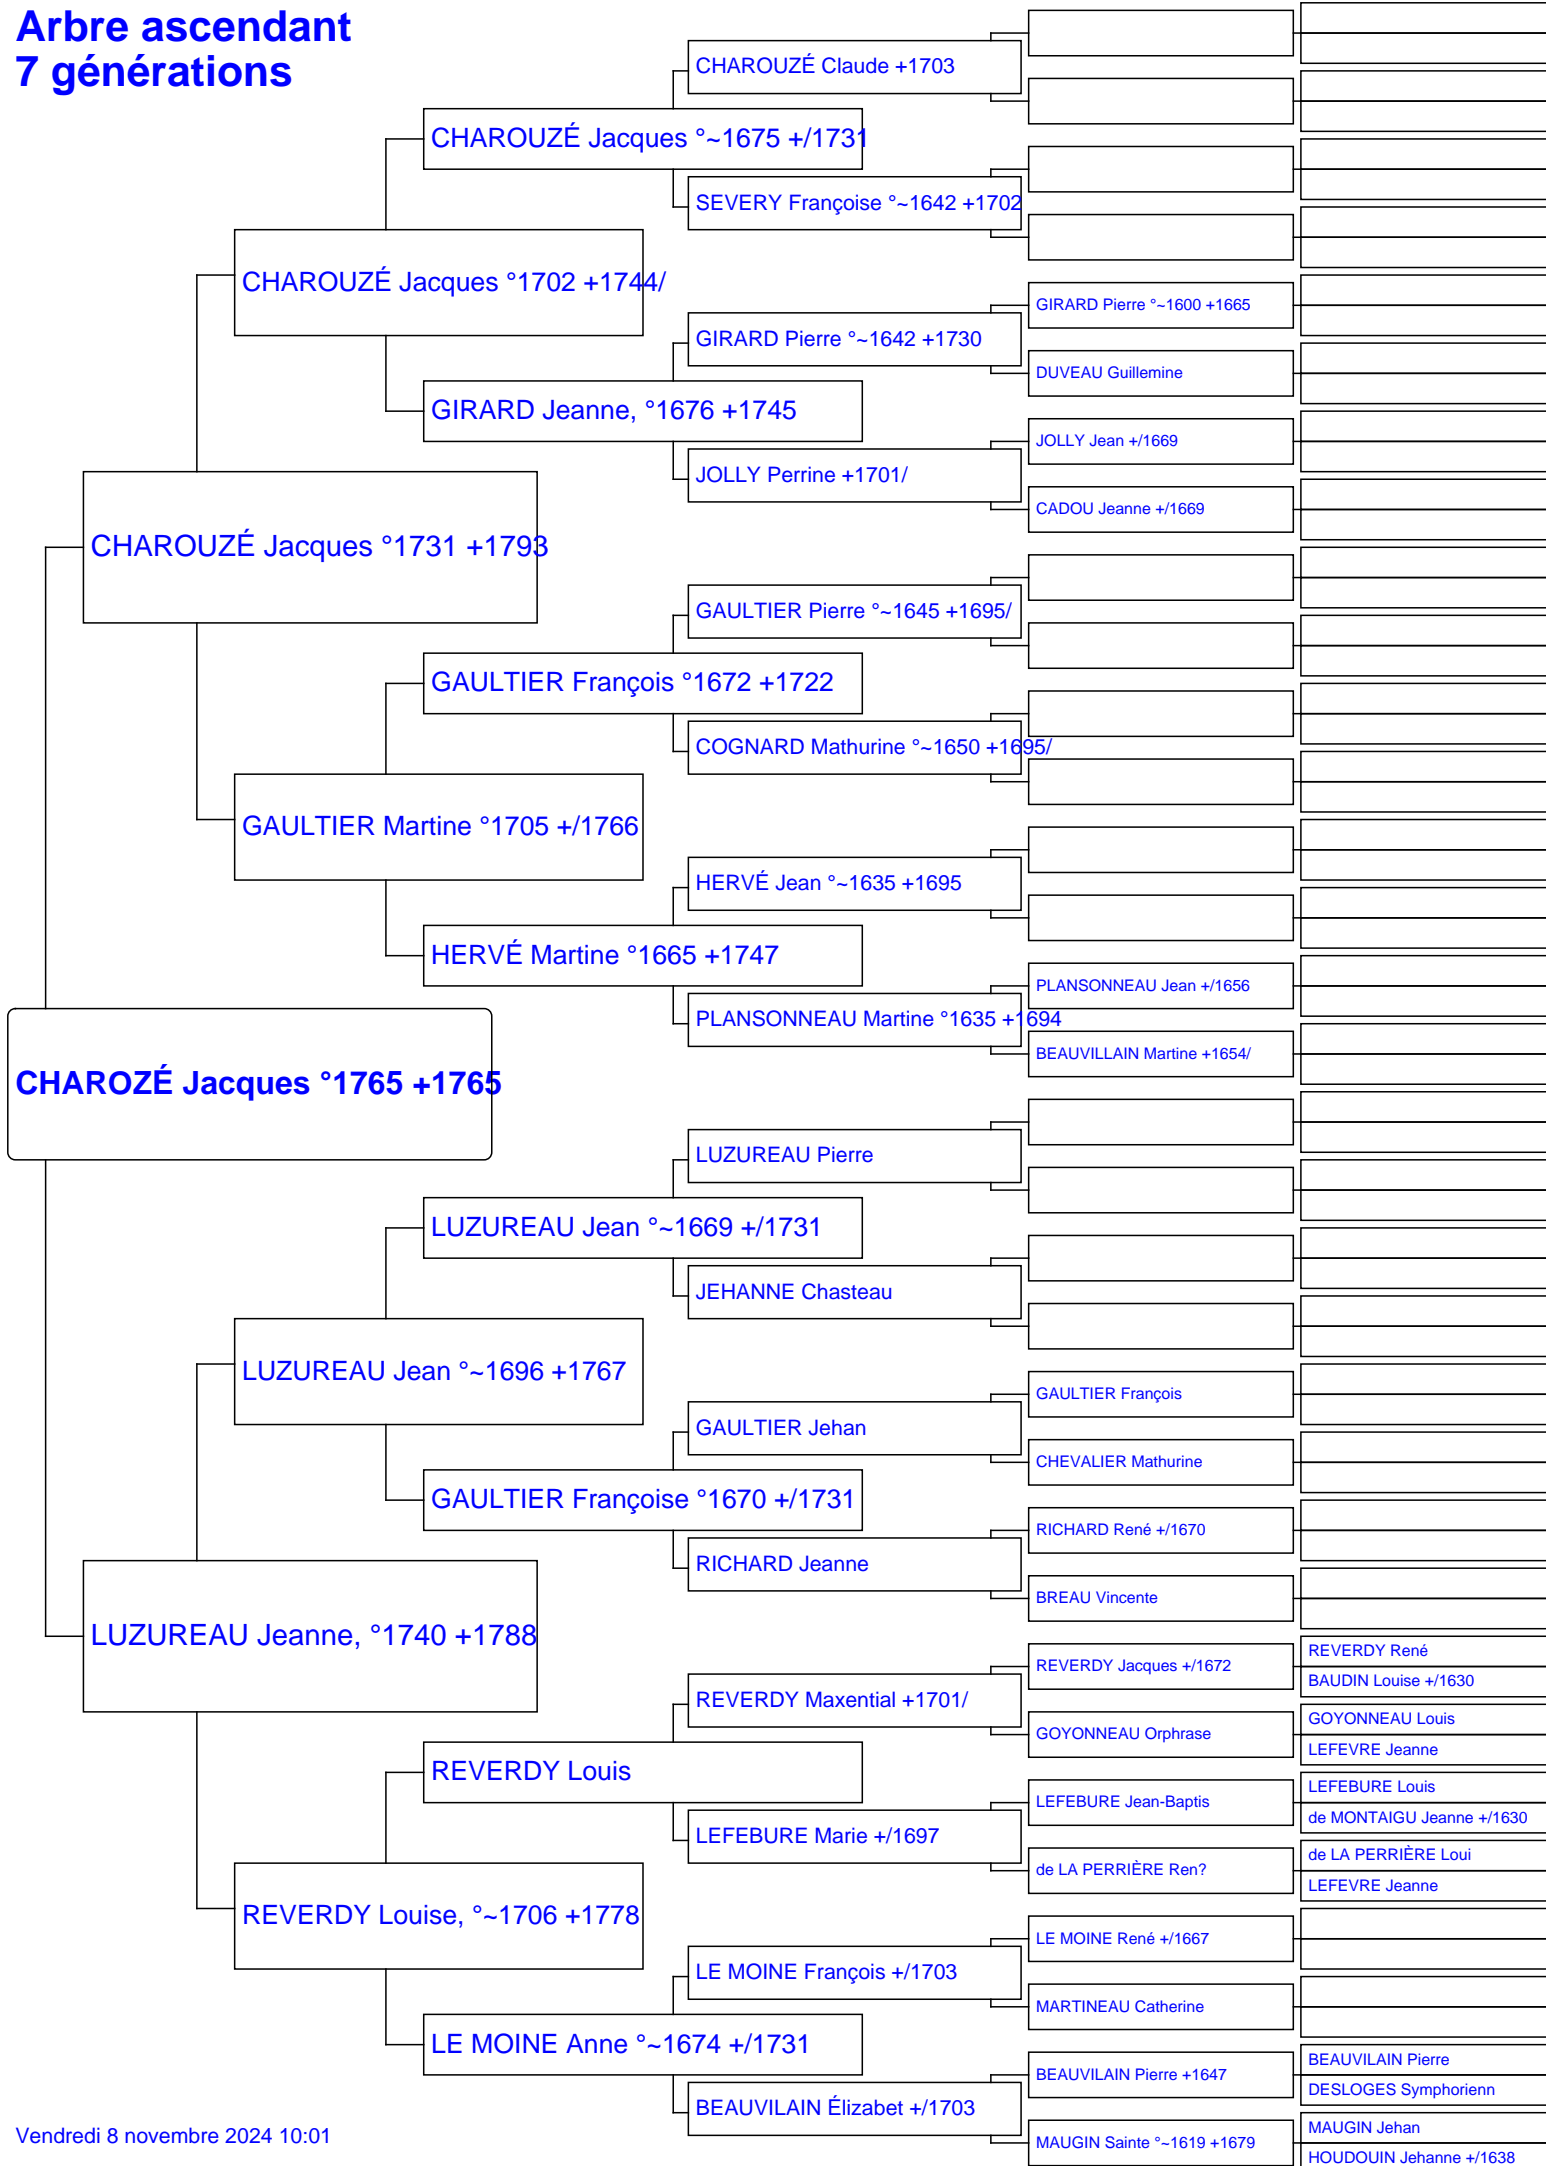 Arbre ascendant
7 générations
CHAROUZÉ Claude +1703
CHAROUZÉ Jacques °~1675 +/1731
SEVERY Françoise °~1642 +1702
CHAROUZÉ Jacques °1702 +1744/
GIRARD Pierre °~1600 +1665
GIRARD Pierre °~1642 +1730
DUVEAU Guillemine
GIRARD Jeanne, °1676 +1745
JOLLY Jean +/1669
JOLLY Perrine +1701/
CADOU Jeanne +/1669
CHAROUZÉ Jacques °1731 +1793
GAULTIER Pierre °~1645 +1695/
GAULTIER François °1672 +1722
COGNARD Mathurine °~1650 +1695/
GAULTIER Martine °1705 +/1766
HERVÉ Jean °~1635 +1695
HERVÉ Martine °1665 +1747
PLANSONNEAU Jean +/1656
PLANSONNEAU Martine °1635 +1694
BEAUVILLAIN Martine +1654/
CHAROZÉ Jacques °1765 +1765
LUZUREAU Pierre
LUZUREAU Jean °~1669 +/1731
JEHANNE Chasteau
LUZUREAU Jean °~1696 +1767
GAULTIER François
GAULTIER Jehan
CHEVALIER Mathurine
GAULTIER Françoise °1670 +/1731
RICHARD René +/1670
RICHARD Jeanne
BREAU Vincente
LUZUREAU Jeanne, °1740 +1788
REVERDY René
REVERDY Jacques +/1672
BAUDIN Louise +/1630
REVERDY Maxential +1701/
GOYONNEAU Louis
GOYONNEAU Orphrase
LEFEVRE Jeanne
REVERDY Louis
LEFEBURE Louis
LEFEBURE Jean-Baptis
de MONTAIGU Jeanne +/1630
LEFEBURE Marie +/1697
de LA PERRIÈRE Loui
de LA PERRIÈRE Ren?
LEFEVRE Jeanne
REVERDY Louise, °~1706 +1778
LE MOINE René +/1667
LE MOINE François +/1703
MARTINEAU Catherine
LE MOINE Anne °~1674 +/1731
BEAUVILAIN Pierre
BEAUVILAIN Pierre +1647
DESLOGES Symphorienn
BEAUVILAIN Élizabet +/1703
MAUGIN Jehan
MAUGIN Sainte °~1619 +1679
HOUDOUIN Jehanne +/1638
Vendredi 8 novembre 2024 10:01